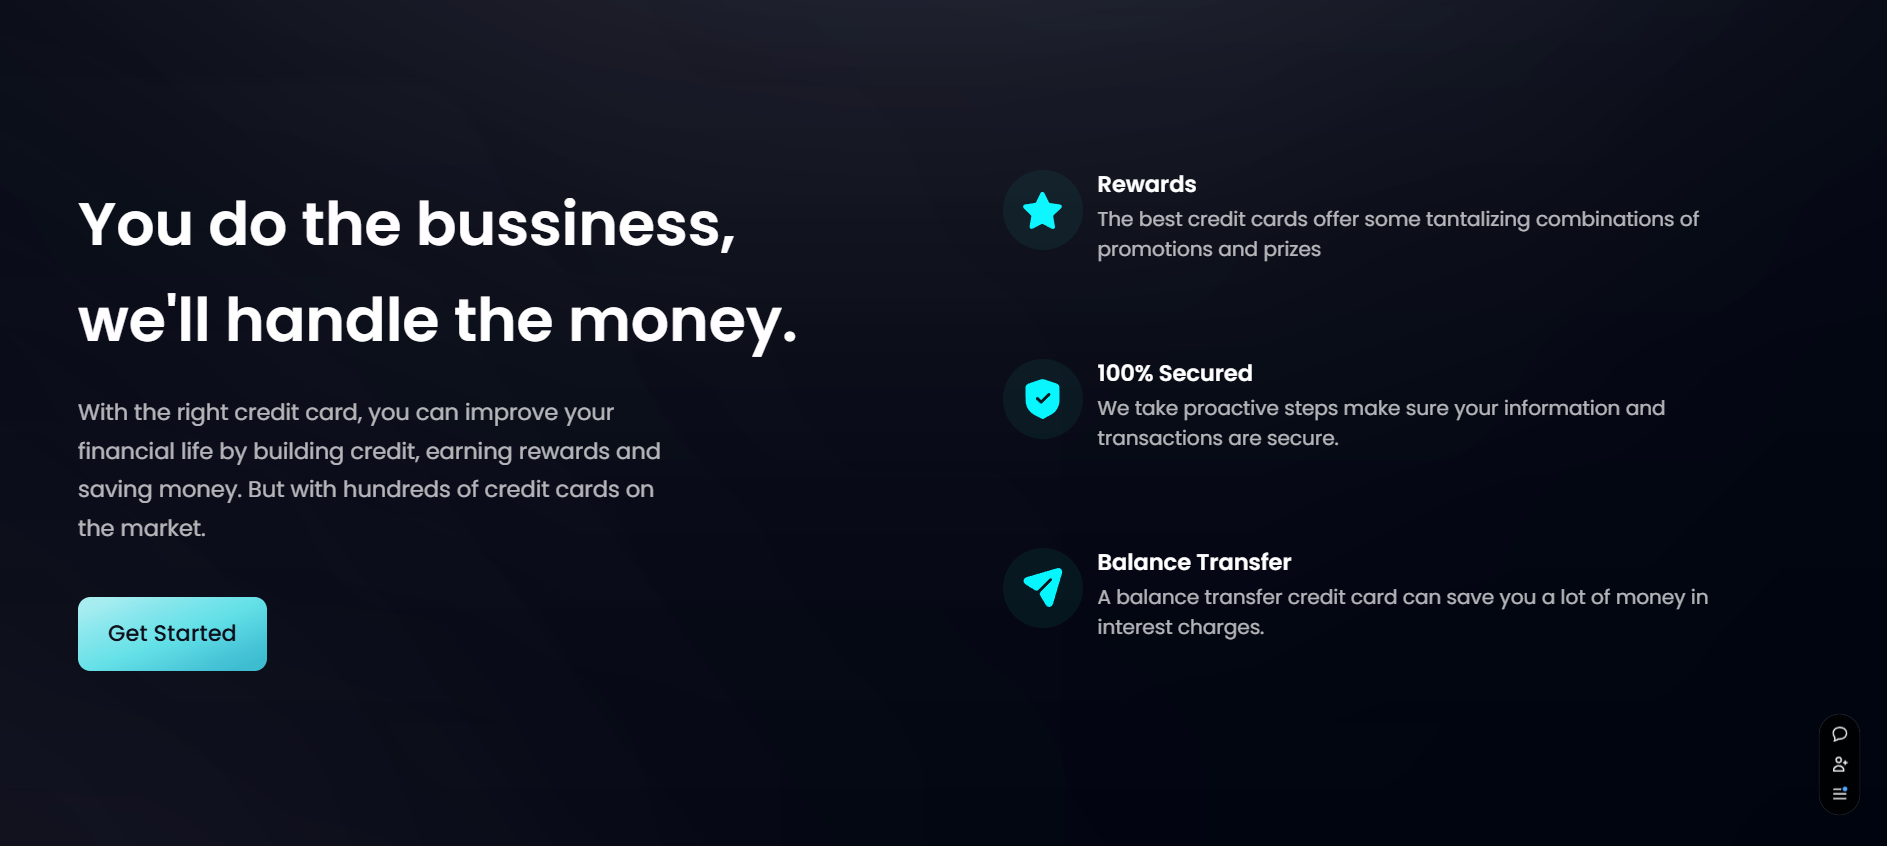 You do the bussiness,
we'll handle the money.
With the right credit card, you can improve your
financial life by building credit, earning rewards and
saving money. But with hundreds of credit cards on
the market.
Get Started
Rewards
The best credit cards offer some tantalizing combinations of
promotions and prizes
100% Secured
We take proactive steps make sure your information and
transactions are secure.
Balance Transfer
A balance transfer credit card can save you a lot of money in
interest charges.